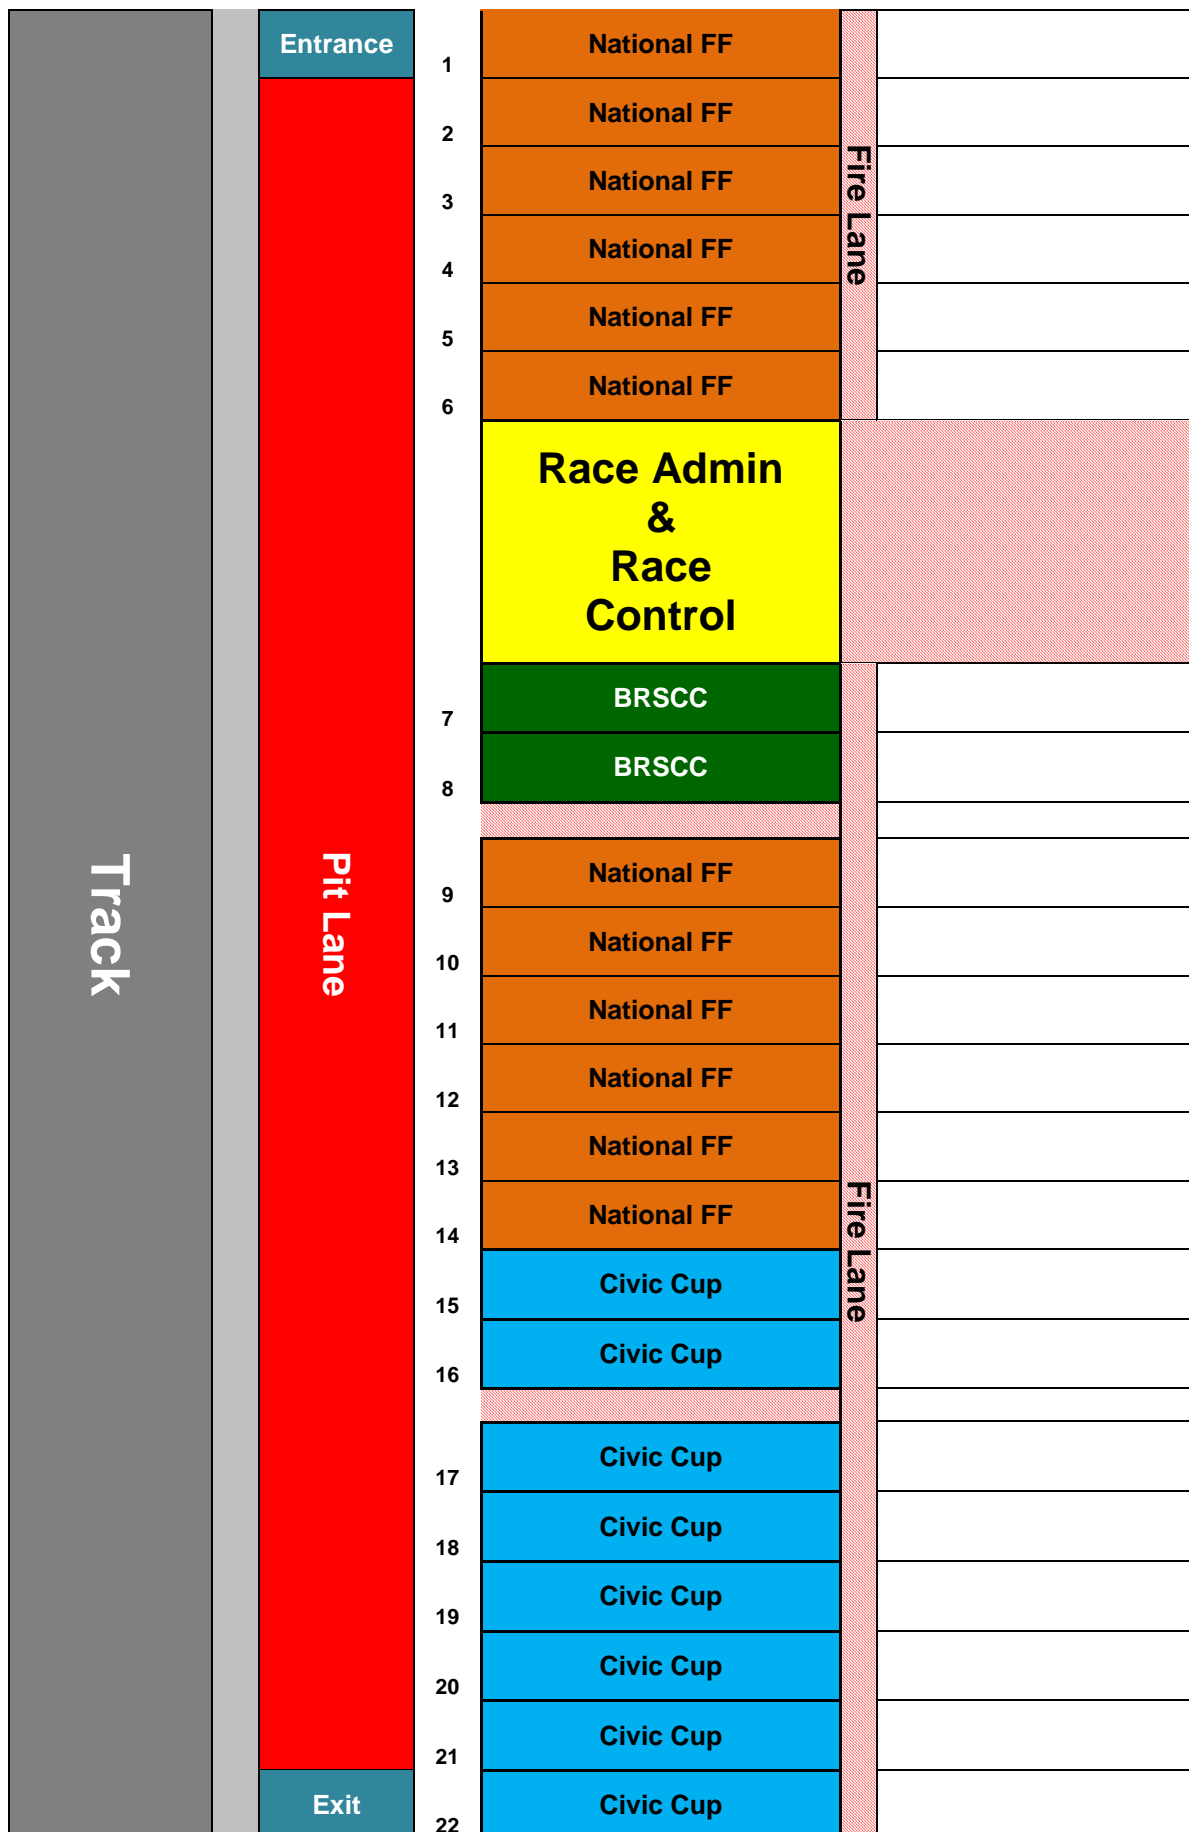 Entrance
1
National FF
2
National FF
3
National FF
4
National FF
5
National FF
6
National FF
Fire Lane
Race Admin
&
Race
Control
7
BRSCC
8
BRSCC
Track
Pit Lane
9
National FF
10
National FF
11
National FF
12
National FF
13
National FF
14
National FF
Fire Lane
15
Civic Cup
16
Civic Cup
17
Civic Cup
18
Civic Cup
19
Civic Cup
20
Civic Cup
21
Civic Cup
Exit
22
Civic Cup